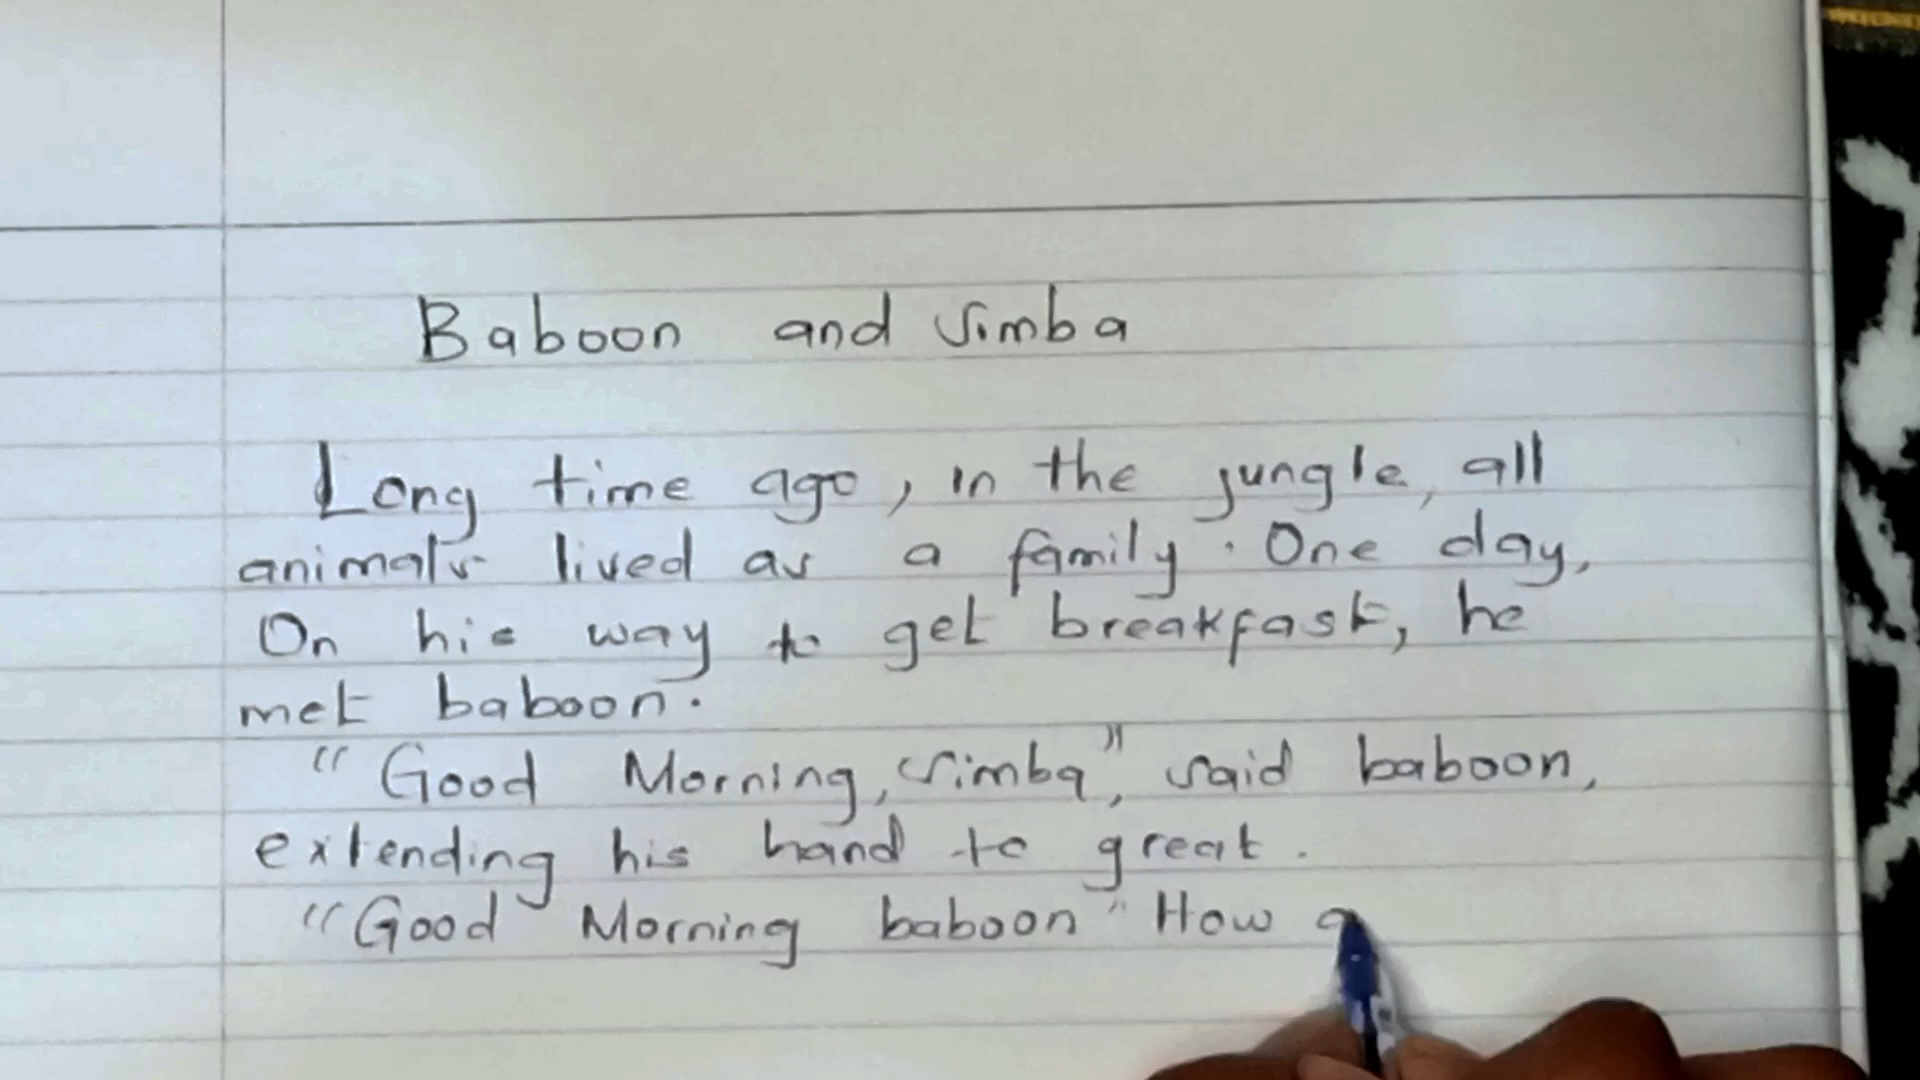 Baboon and Simba
Long time ago, in the jungle, all
animals lived as a family. One day,
On his way to get breakfast, he
met baboon.
"Good Morning, Simba", said baboon,
extending his hand to great.
"Good Morning baboon" How a